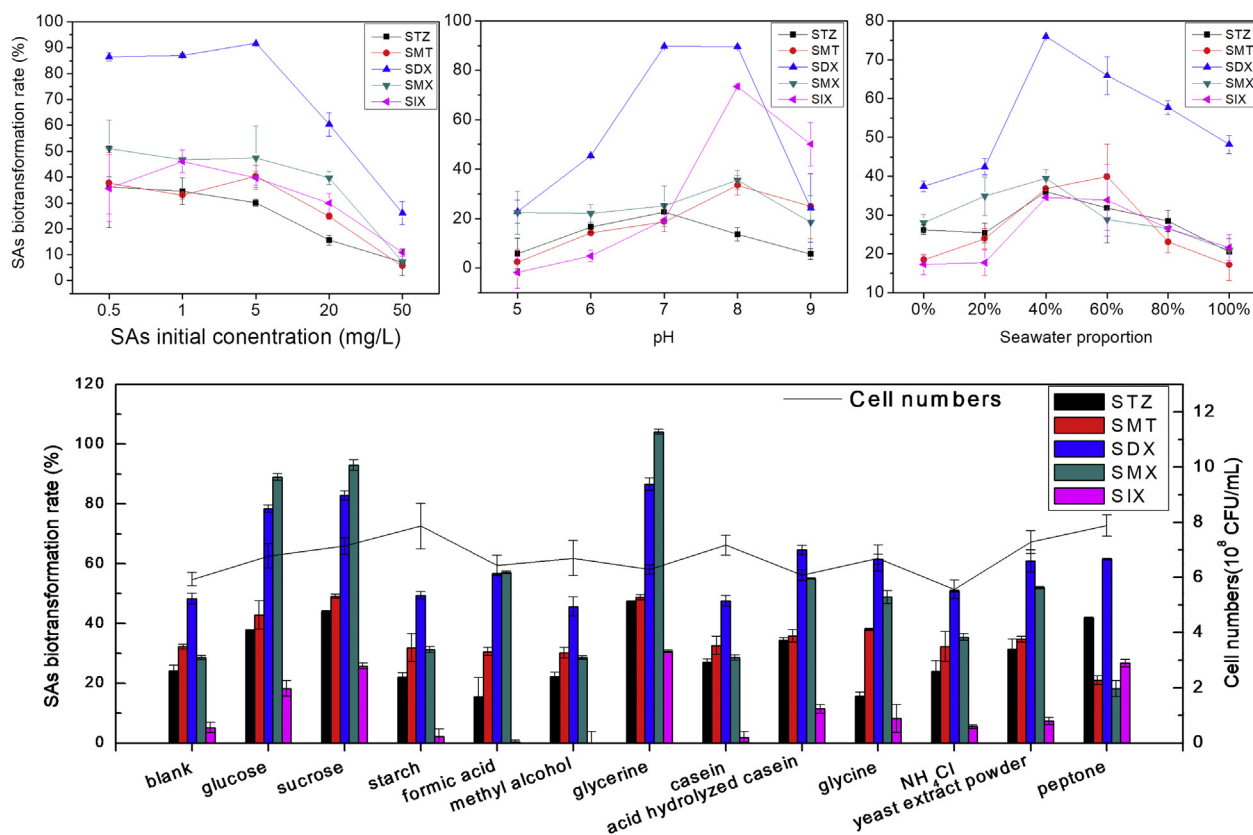 SAs biotransformation rate (%)
100
90
80
70
60
50
40
30
20
10
0
STZ
SMT
SDX
SMX
SIX
0.5 1 5 20 50
SAs initial conentration (mg/L)
100
80
60
40
20
0
STZ
SMT
SDX
SMX
SIX
5 6 7 8 9
pH
80
70
60
50
40
30
20
10
STZ
SMT
SDX
SMX
SIX
0% 20% 40% 60% 80% 100%
Seawater proportion
SAs biotransformation rate (%)
120
100
80
60
40
20
0
Cell numbers
STZ
SMT
SDX
SMX
SIX
12
10
8
6
4
2
0
Cell numbers(10^8 CFU/mL)
blank
glucose
sucrose
starch
formic acid
methyl alcohol
glycerine
casein
acid hydrolyzed casein
glycine
NH4Cl
yeast extract powder
peptone